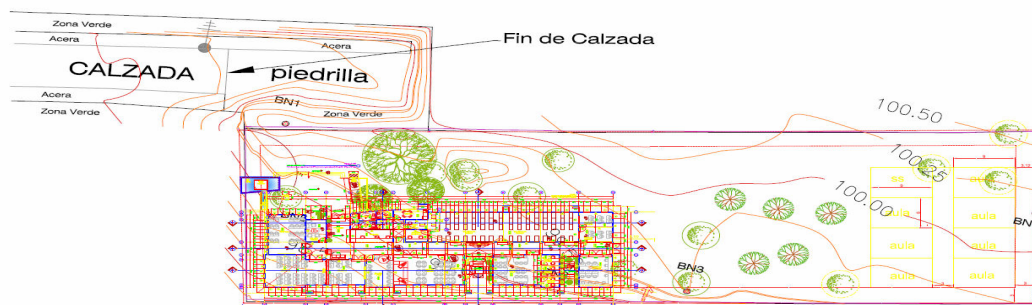 Zona Verde
Acera
Acera
Fin de Calzada
CALZADA
piedrilla
Acera
BN1
Zona Verde
Zona Verde
100.50
100.25
100.00
ss
aula
aula
aula
aula
aula
aula
BN3
BN